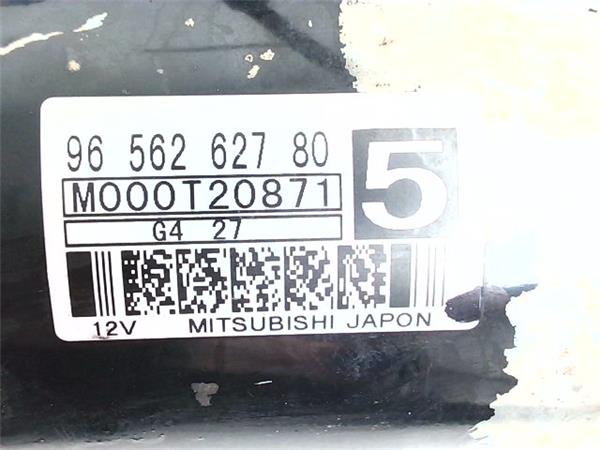 96 562 627 80
5
M000T20871
G4 27
12V MITSUBISHI JAPON